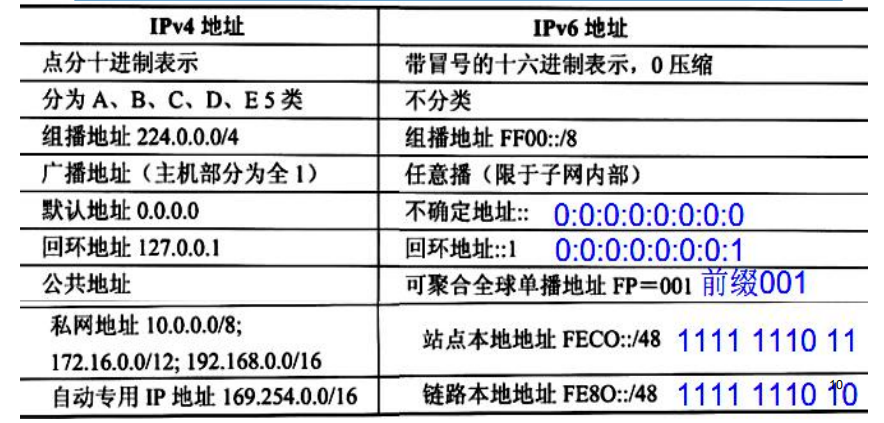 IPv4 地址 IPv6 地址
点分十进制表示 带冒号的十六进制表示，0 压缩
分为 A、B、C、D、E 5 类 不分类
组播地址 224.0.0.0/4 组播地址 FF00::/8
广播地址（主机部分为全 1） 任意播（限于子网内部）
默认地址 0.0.0.0 不确定地址:: 0:0:0:0:0:0:0:0
回环地址 127.0.0.1 回环地址::1 0:0:0:0:0:0:0:1
公共地址 可聚合全球单播地址 FP＝001 前缀001
私网地址 10.0.0.0/8;
172.16.0.0/12; 192.168.0.0/16
站点本地地址 FECO::/48 1111 1110 11
自动专用 IP 地址 169.254.0.0/16 链路本地地址 FE8O::/48 1111 1110 10
10